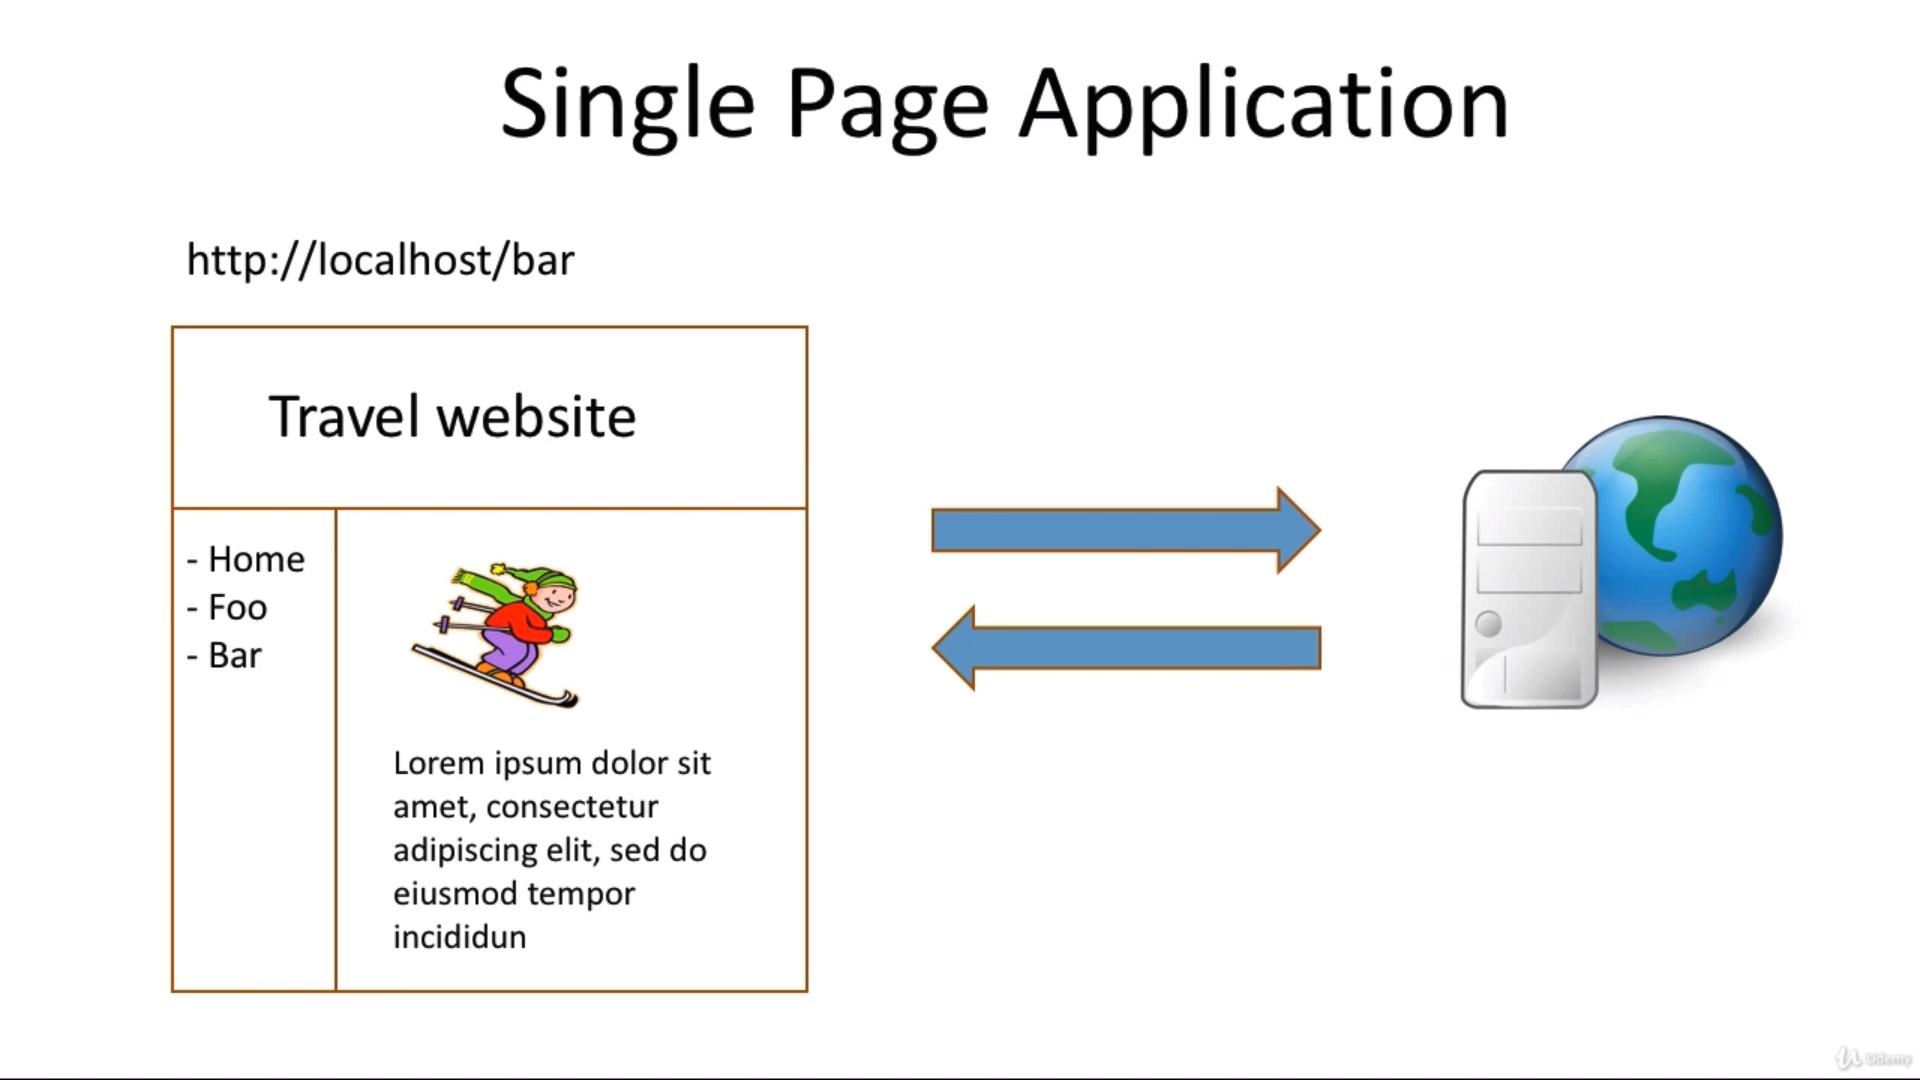 Single Page Application
http://localhost/bar
Travel website
- Home
- Foo
- Bar
Lorem ipsum dolor sit
amet, consectetur
adipiscing elit, sed do
eiusmod tempor
incididun
Udemy